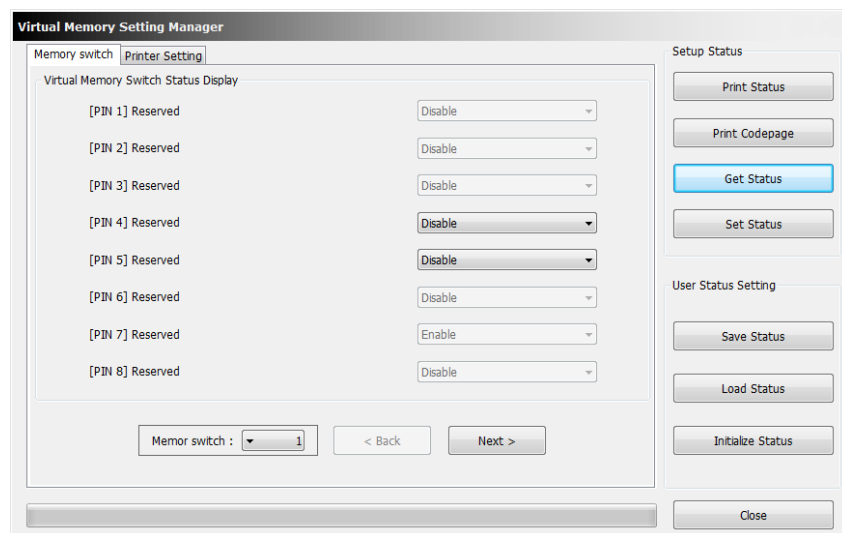 Virtual Memory Setting Manager
Memory switch Printer Setting
Virtual Memory Switch Status Display
[PIN 1] Reserved Disable
[PIN 2] Reserved Disable
[PIN 3] Reserved Disable
[PIN 4] Reserved Disable
[PIN 5] Reserved Disable
[PIN 6] Reserved Disable
[PIN 7] Reserved Enable
[PIN 8] Reserved Disable
Memor switch : 1 < Back Next >
Setup Status
Print Status
Print Codepage
Get Status
Set Status
User Status Setting
Save Status
Load Status
Initialize Status
Close